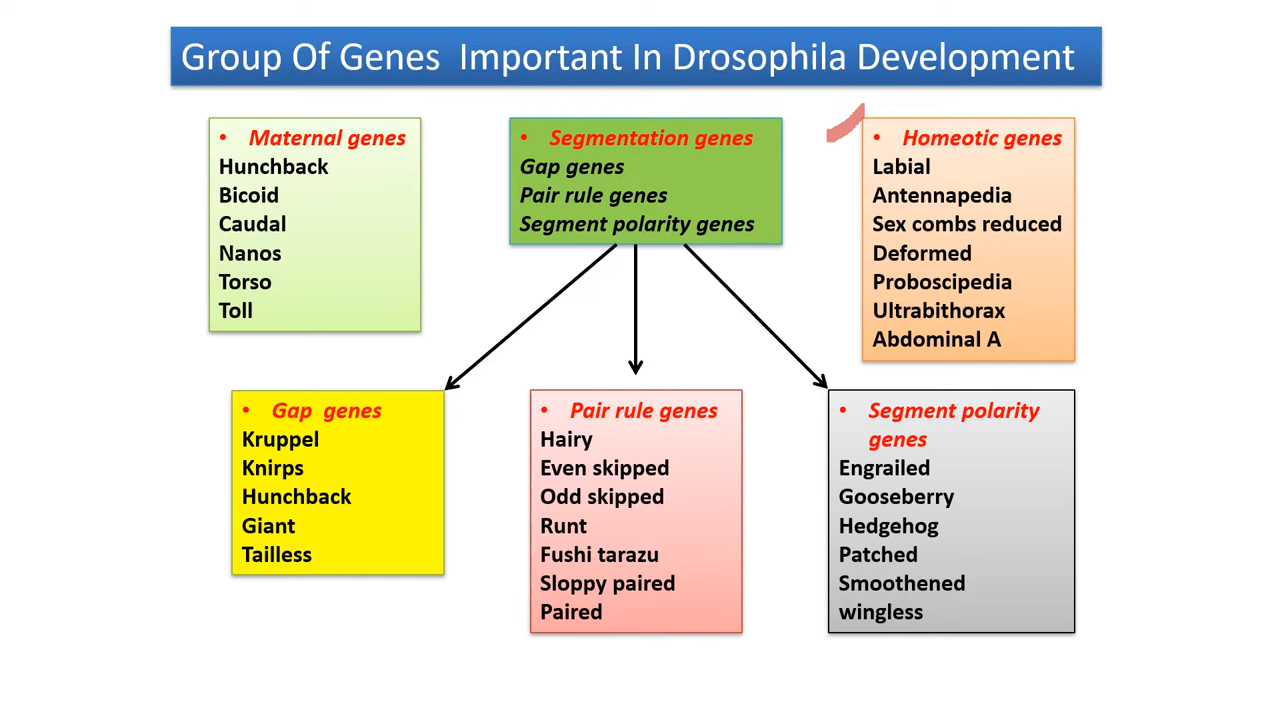 Group Of Genes Important In Drosophila Development
• Maternal genes
Hunchback
Bicoid
Caudal
Nanos
Torso
Toll
• Segmentation genes
Gap genes
Pair rule genes
Segment polarity genes
• Homeotic genes
Labial
Antennapedia
Sex combs reduced
Deformed
Proboscipedia
Ultrabithorax
Abdominal A
• Gap genes
Kruppel
Knirps
Hunchback
Giant
Tailless
• Pair rule genes
Hairy
Even skipped
Odd skipped
Runt
Fushi tarazu
Sloppy paired
Paired
• Segment polarity
genes
Engrailed
Gooseberry
Hedgehog
Patched
Smoothened
wingless